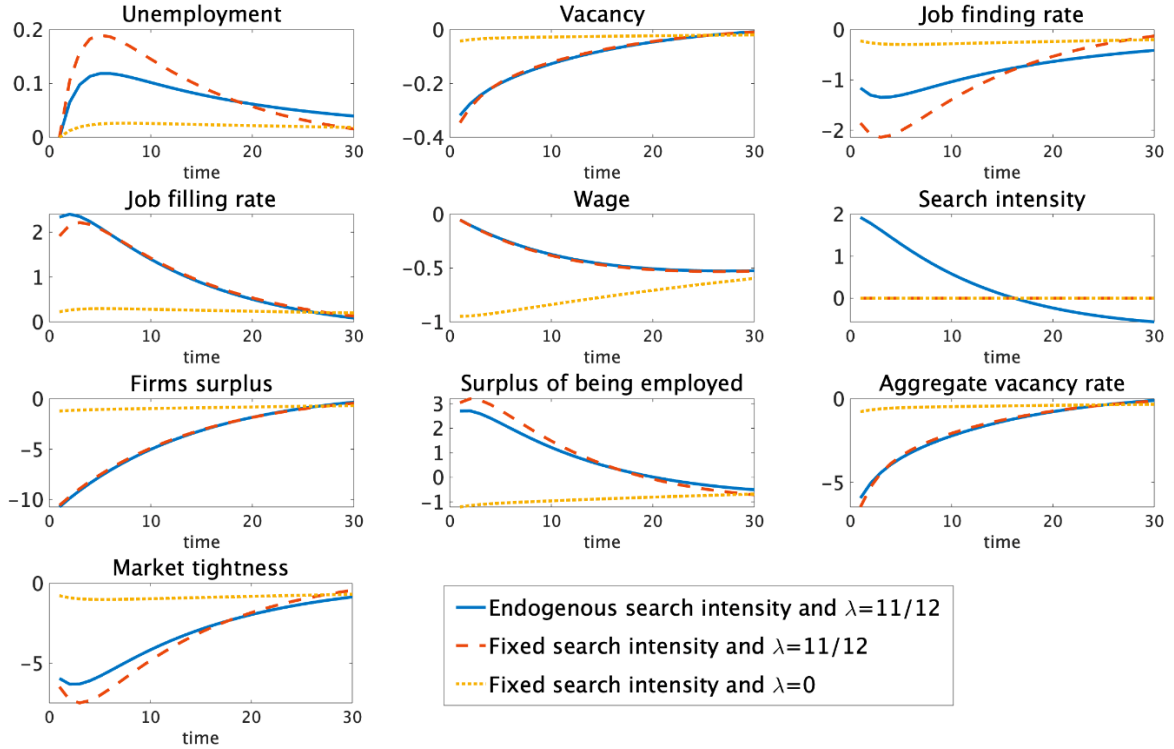 Unemployment
0.2
0.1
0
0 10 20 30
time
Vacancy
0
−0.2
−0.4
0 10 20 30
time
Job finding rate
0
−1
−2
0 10 20 30
time
Job filling rate
2
1
0
0 10 20 30
time
Wage
0
−0.5
−1
0 10 20 30
time
Search intensity
2
1
0
0 10 20 30
time
Firms surplus
0
−5
−10
0 10 20 30
time
Surplus of being employed
3
2
1
0
−1
0 10 20 30
time
Aggregate vacancy rate
0
−5
0 10 20 30
time
Market tightness
0
−5
0 10 20 30
time
Endogenous search intensity and λ=11/12
Fixed search intensity and λ=11/12
Fixed search intensity and λ=0